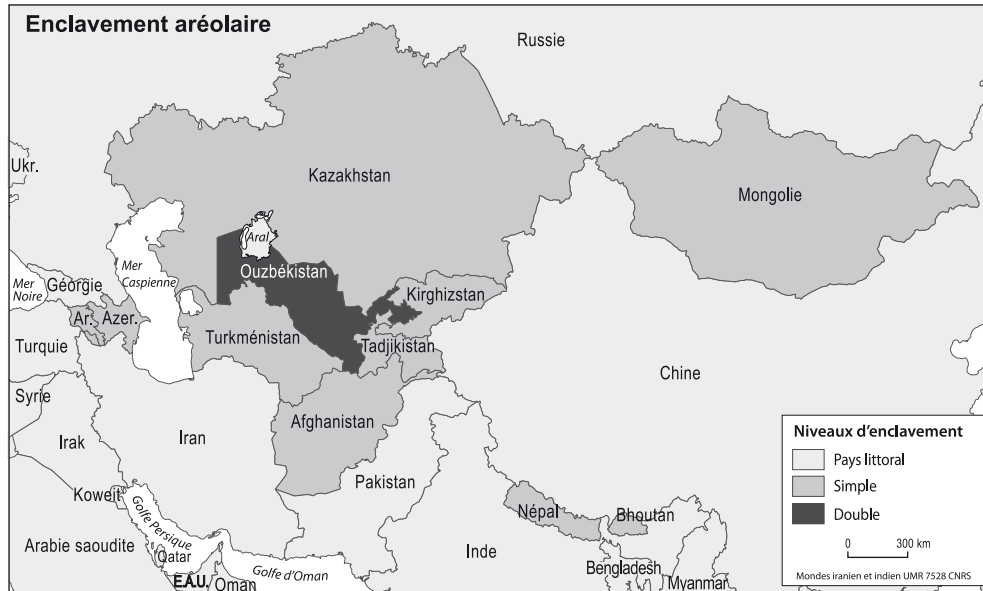 Enclavement aréolaire
Russie
Ukr.
Kazakhstan
Mongolie
Aral
Mer
Caspienne
Ouzbékistan
Mer
Noire
Géorgie
Kirghizstan
Ar.
Azer.
Turquie
Turkménistan
Tadjikistan
Chine
Syrie
Afghanistan
Irak
Iran
Pakistan
Koweit
Golfe Persique
Népal
Bhoutan
Arabie saoudite
Qatar
Inde
Bengladesh
E.A.U.
Oman
Golfe d'Oman
Myanmar
Niveaux d'enclavement
Pays littoral
Simple
Double
0 300 km
Mondes iranien et indien UMR 7528 CNRS